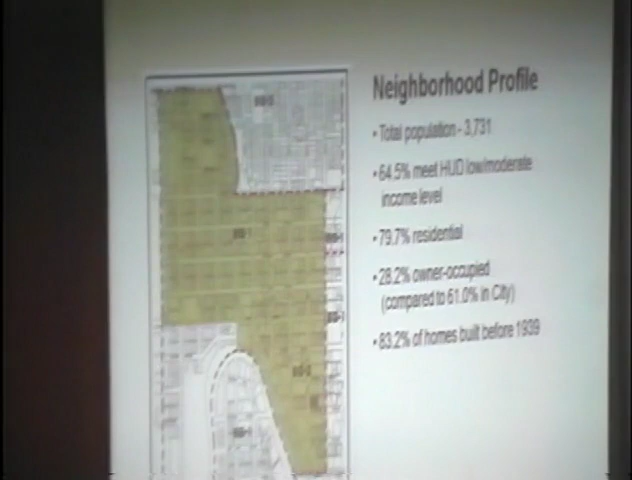 Neighborhood Profile
• Total population - 3,731
• 64.5% meet HUD low/moderate
income level
• 79.7% residential
• 28.2% owner-occupied
(compared to 61.0% in City)
• 83.2% of homes built before 1939